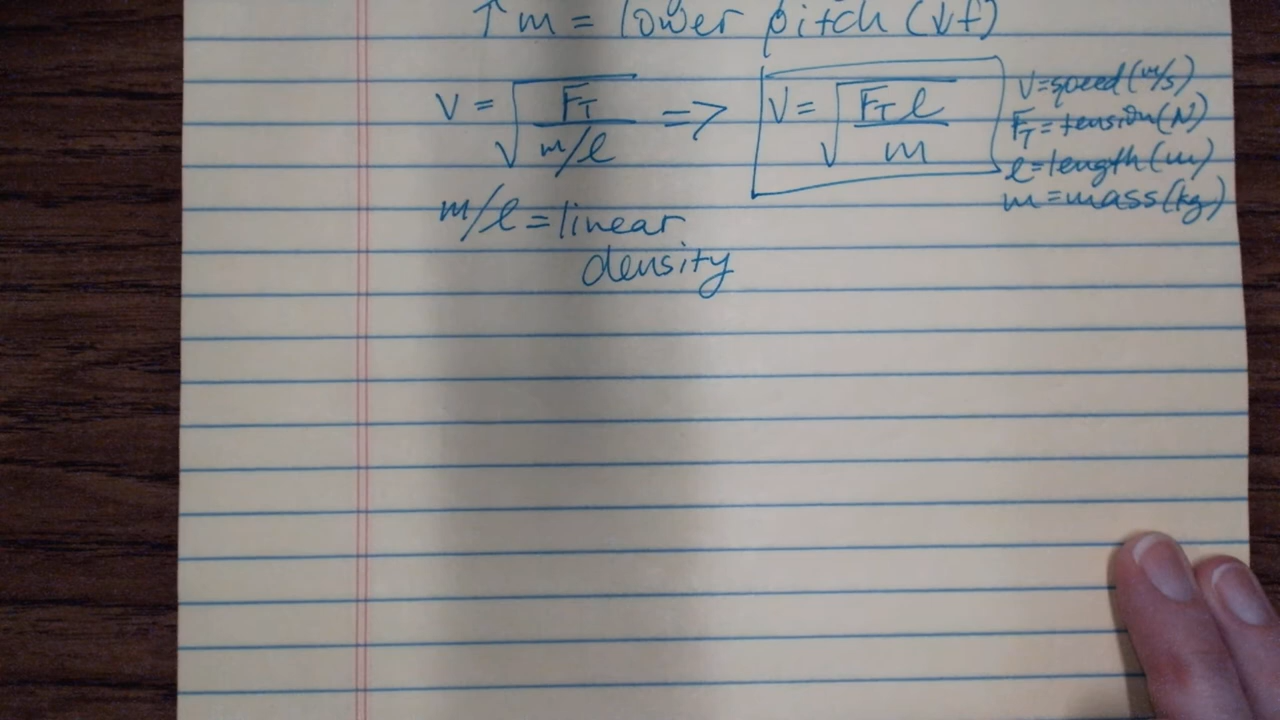 ↑ m = lower pitch (↓f)
V = √(F_T / (m/ℓ)) => V = √(F_T ℓ / m)
V=speed (m/s)
F_T = tension (N)
ℓ=length (m)
m=mass (kg)
m/ℓ = linear
density